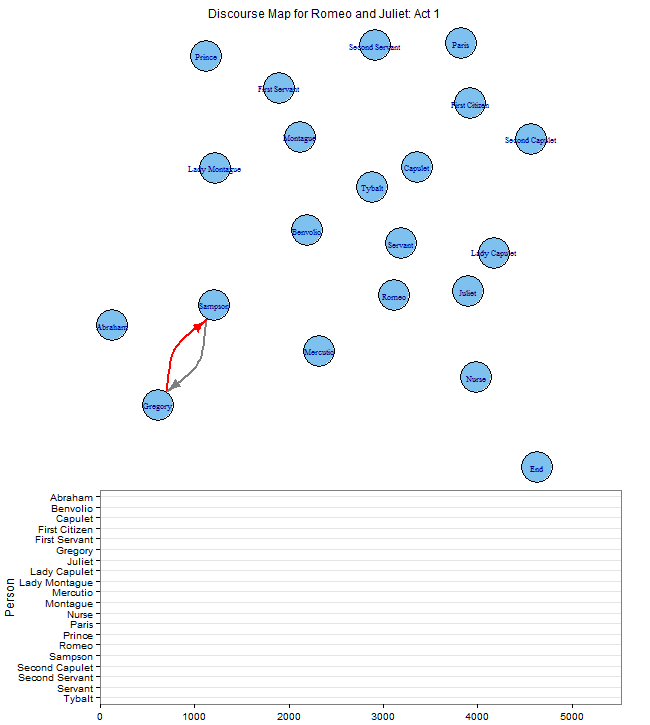 Discourse Map for Romeo and Juliet: Act 1
Paris
Second Servant
Prince
First Servant
First Citizen
Montague
Second Capulet
Lady Montague
Capulet
Tybalt
Benvolio
Servant
Lady Capulet
Juliet
Romeo
Sampson
Abraham
Mercutio
Nurse
Gregory
End
Person
Abraham
Benvolio
Capulet
First Citizen
First Servant
Gregory
Juliet
Lady Capulet
Lady Montague
Mercutio
Montague
Nurse
Paris
Prince
Romeo
Sampson
Second Capulet
Second Servant
Servant
Tybalt
0 1000 2000 3000 4000 5000